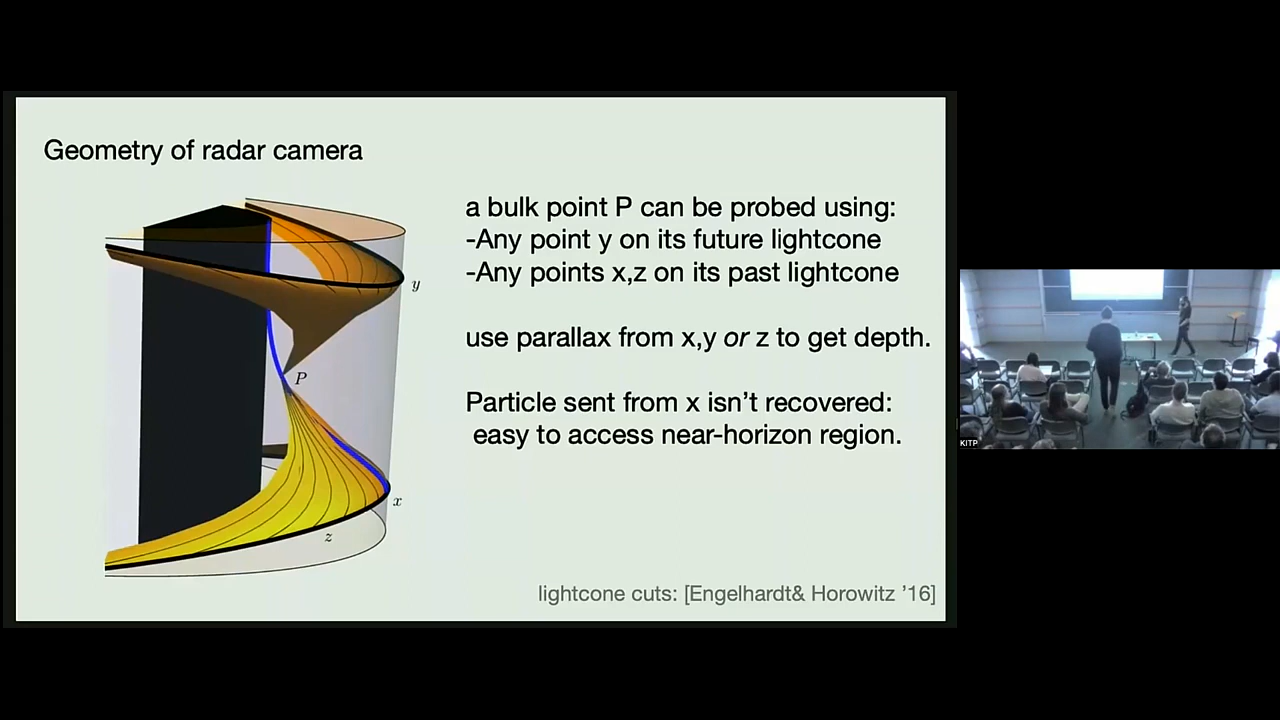 Geometry of radar camera
a bulk point P can be probed using:
-Any point y on its future lightcone
-Any points x,z on its past lightcone
use parallax from x,y or z to get depth.
Particle sent from x isn't recovered:
easy to access near-horizon region.
y
P
x
z
lightcone cuts: [Engelhardt& Horowitz '16]
KITP